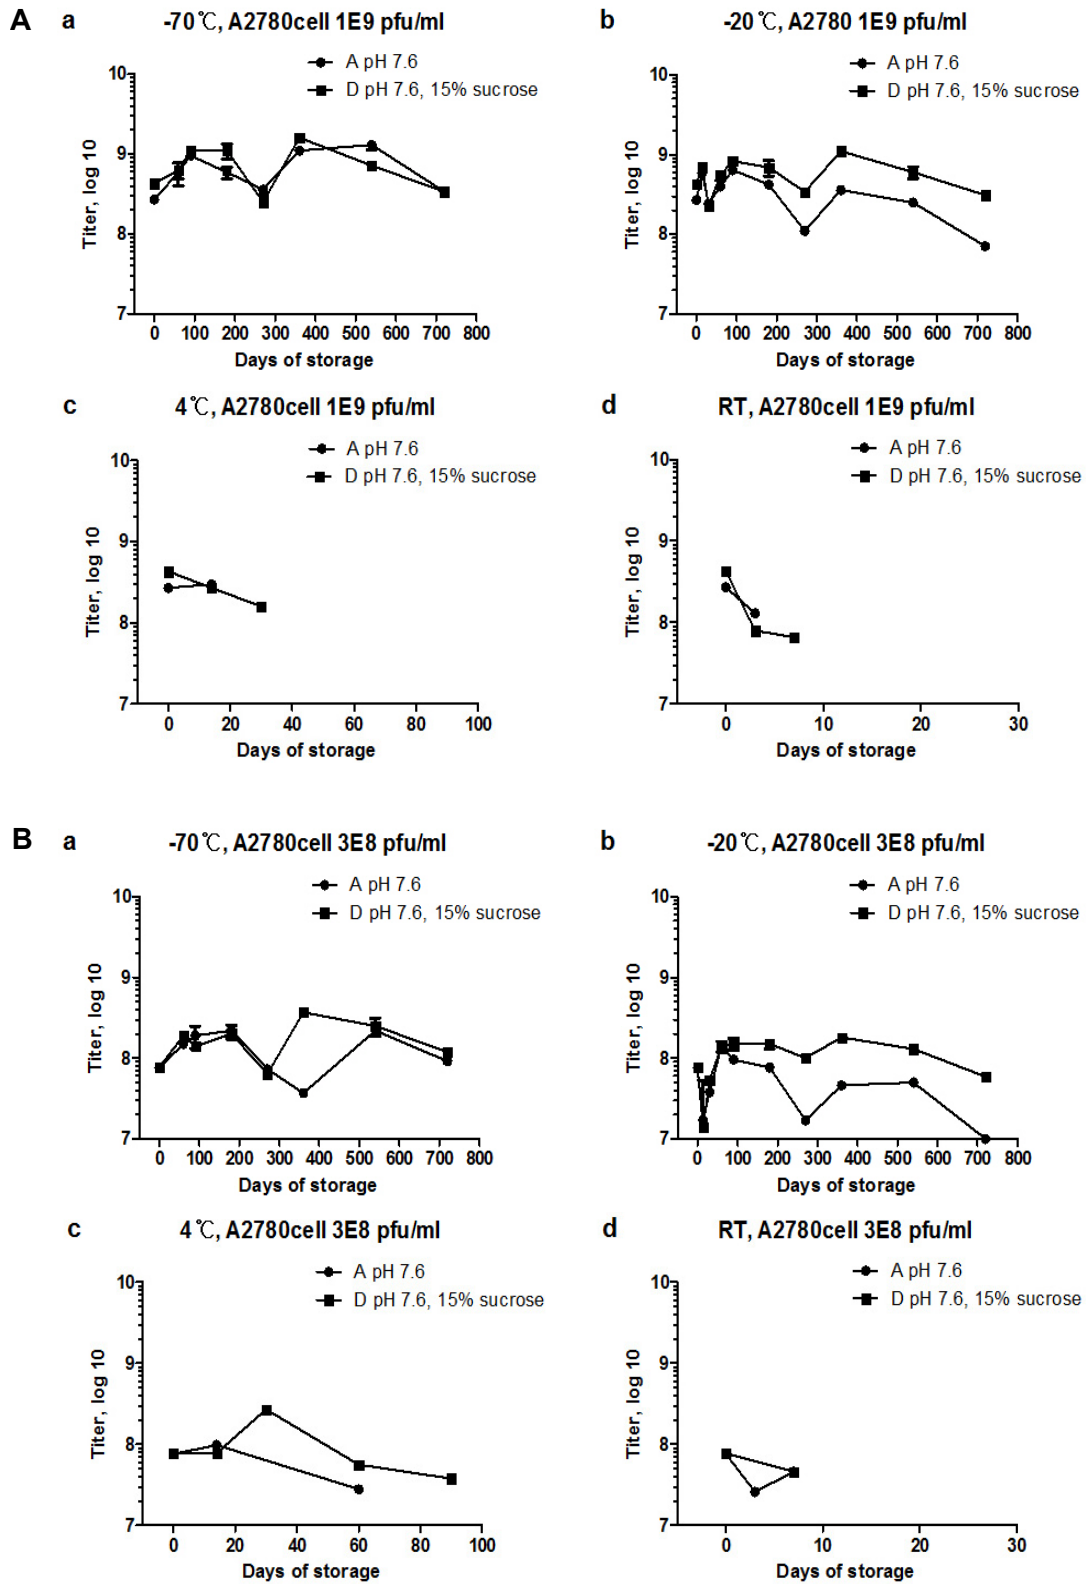 A
a
-70℃, A2780cell 1E9 pfu/ml
A pH 7.6
D pH 7.6, 15% sucrose
Titer, log 10
10
9
8
7
0 100 200 300 400 500 600 700 800
Days of storage
b
-20℃, A2780 1E9 pfu/ml
A pH 7.6
D pH 7.6, 15% sucrose
Titer, log 10
10
9
8
7
0 100 200 300 400 500 600 700 800
Days of storage
c
4℃, A2780cell 1E9 pfu/ml
A pH 7.6
D pH 7.6, 15% sucrose
Titer, log 10
10
9
8
7
0 20 40 60 80 100
Days of storage
d
RT, A2780cell 1E9 pfu/ml
A pH 7.6
D pH 7.6, 15% sucrose
Titer, log 10
10
9
8
7
0 10 20 30
Days of storage
B
a
-70℃, A2780cell 3E8 pfu/ml
A pH 7.6
D pH 7.6, 15% sucrose
Titer, log 10
10
9
8
7
0 100 200 300 400 500 600 700 800
Days of storage
b
-20℃, A2780cell 3E8 pfu/ml
A pH 7.6
D pH 7.6, 15% sucrose
Titer, log 10
10
9
8
7
0 100 200 300 400 500 600 700 800
Days of storage
c
4℃, A2780cell 3E8 pfu/ml
A pH 7.6
D pH 7.6, 15% sucrose
Titer, log 10
10
9
8
7
0 20 40 60 80 100
Days of storage
d
RT, A2780cell 3E8 pfu/ml
A pH 7.6
D pH 7.6, 15% sucrose
Titer, log 10
10
9
8
7
0 10 20 30
Days of storage